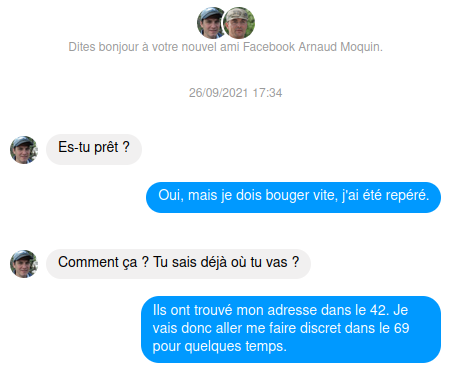 Dites bonjour à votre nouvel ami Facebook Arnaud Moquin.
26/09/2021 17:34
Es-tu prêt ?
Oui, mais je dois bouger vite, j'ai été repéré.
Comment ça ? Tu sais déjà où tu vas ?
Ils ont trouvé mon adresse dans le 42. Je
vais donc aller me faire discret dans le 69
pour quelques temps.